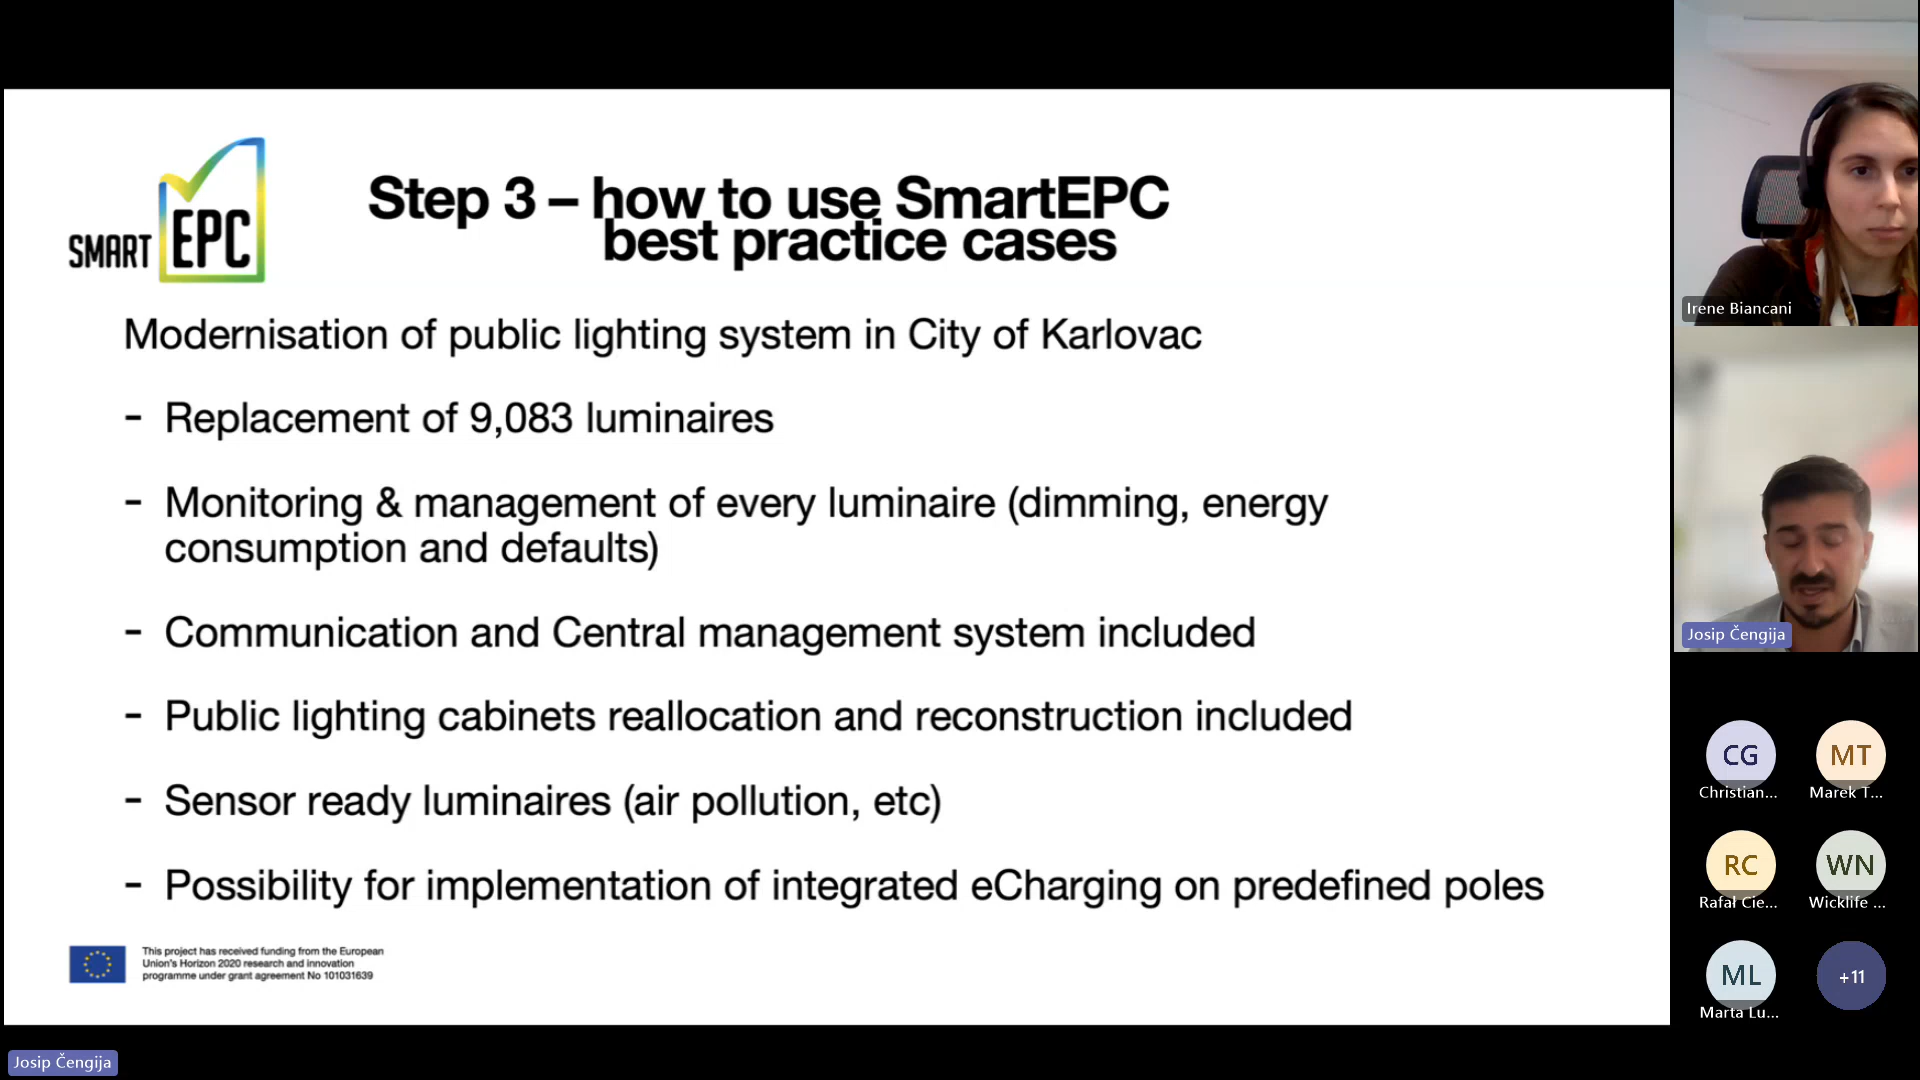 SMART EPC
Step 3 – how to use SmartEPC
best practice cases
Modernisation of public lighting system in City of Karlovac
- Replacement of 9,083 luminaires
- Monitoring & management of every luminaire (dimming, energy
consumption and defaults)
- Communication and Central management system included
- Public lighting cabinets reallocation and reconstruction included
- Sensor ready luminaires (air pollution, etc)
- Possibility for implementation of integrated eCharging on predefined poles
This project has received funding from the European
Union's Horizon 2020 research and innovation
programme under grant agreement No 101031639
Josip Čengija
Irene Biancani
Josip Čengija
CG
Christian...
MT
Marek T...
RC
Rafał Cie...
WN
Wicklife ...
ML
Marta Lu...
+11